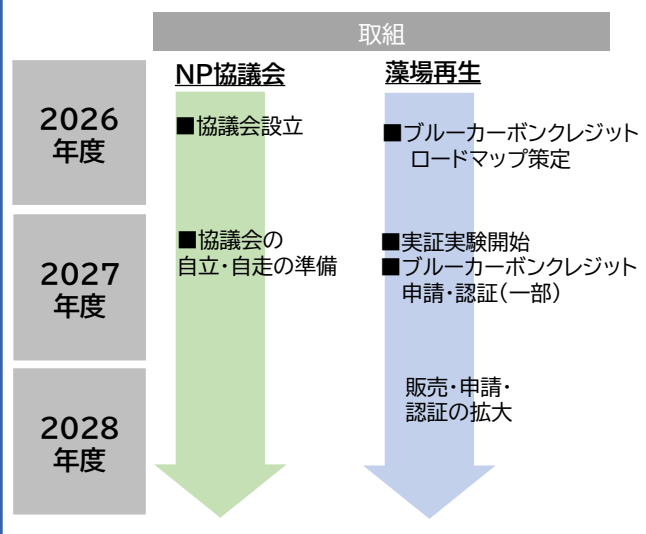 取組
NP協議会
藻場再生
2026
年度
■協議会設立
■ブルーカーボンクレジット
ロードマップ策定
2027
年度
■協議会の
自立・自走の準備
■実証実験開始
■ブルーカーボンクレジット
申請・認証(一部)
2028
年度
販売・申請・
認証の拡大